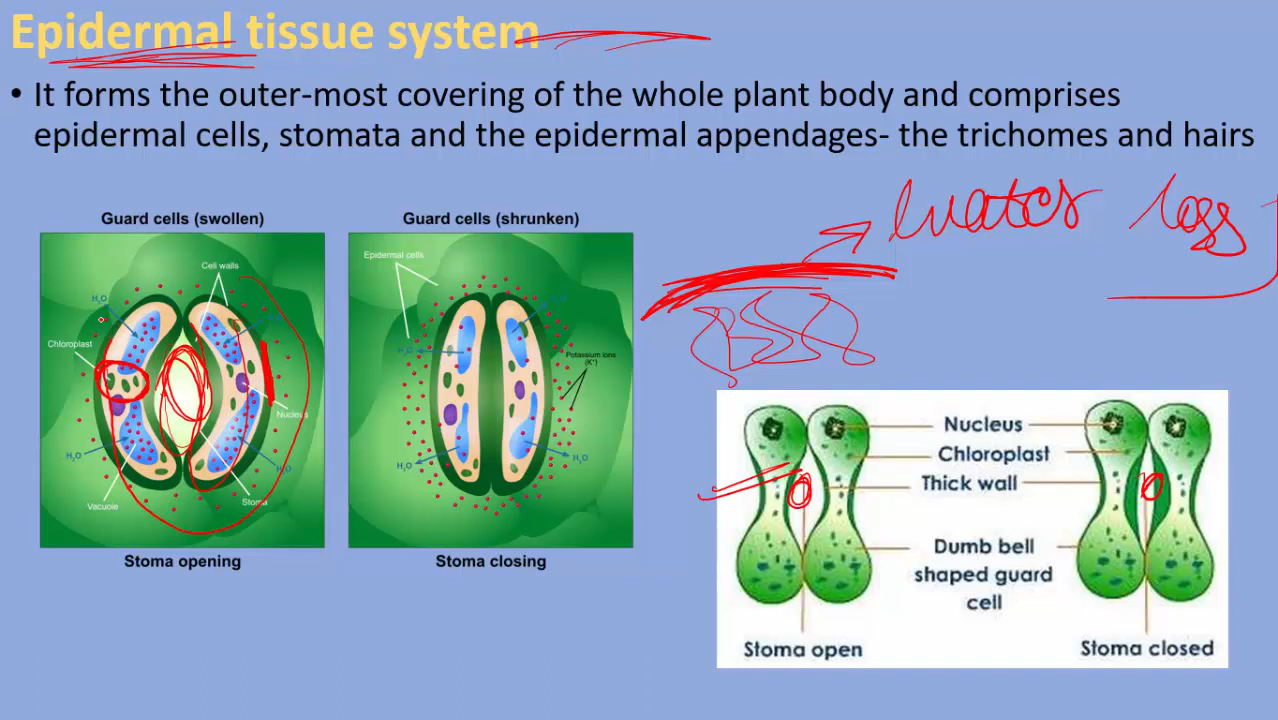 Epidermal tissue system
• It forms the outer-most covering of the whole plant body and comprises
epidermal cells, stomata and the epidermal appendages- the trichomes and hairs
water loss
Guard cells (swollen)
Cell walls
H₂O
H₂O
Chloroplast
Nucleus
H₂O
H₂O
Vacuole
Stoma
Stoma opening
Guard cells (shrunken)
Epidermal cells
H₂O
H₂O
Potassium ions
(K⁺)
H₂O
H₂O
Stoma closing
Nucleus
Chloroplast
Thick wall
Dumb bell
shaped guard
cell
Stoma open
Stoma closed